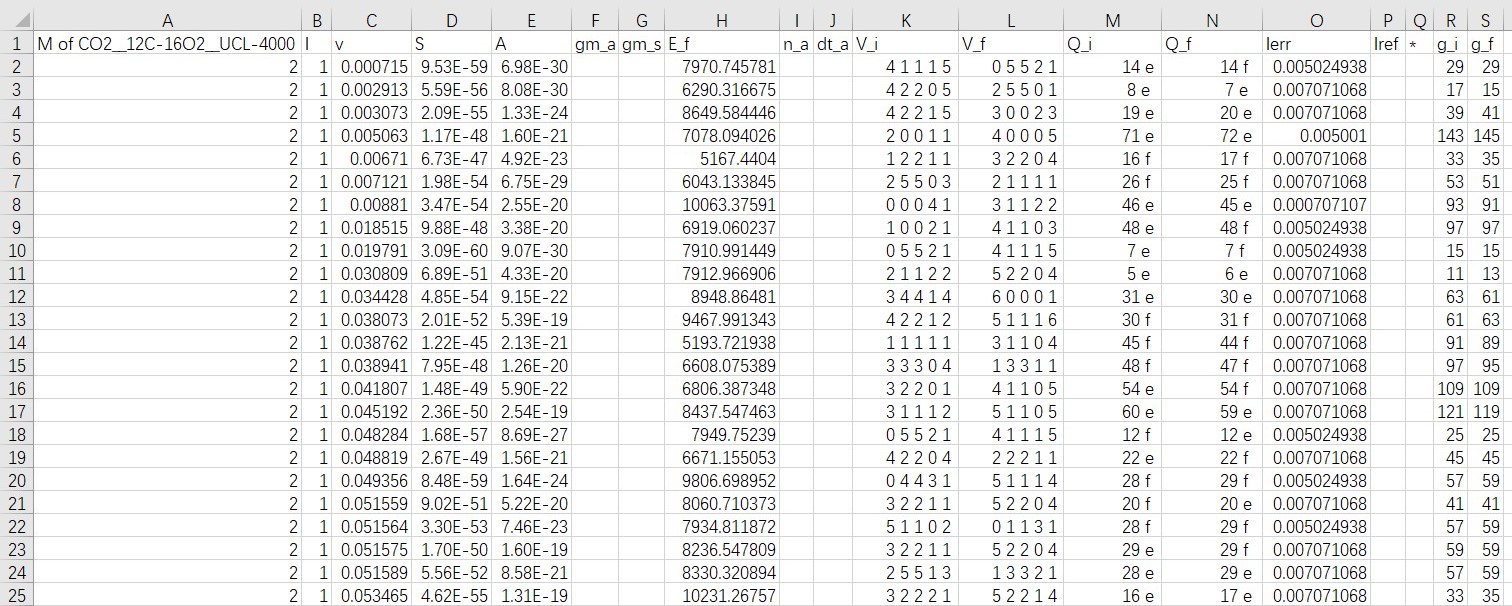 A B C D E F G H I J K L M N O P Q R S
1 M of CO2__12C-16O2__UCL-4000 I v S A gm_a gm_s E_f n_a dt_a V_i V_f Q_i Q_f Ierr Iref * g_i g_f
2 2 1 0.000715 9.53E-59 6.98E-30 7970.745781 4 1 1 1 5 0 5 5 2 1 14 e 14 f 0.005024938 29 29
3 2 1 0.002913 5.59E-56 8.08E-30 6290.316675 4 2 2 0 5 2 5 5 0 1 8 e 7 e 0.007071068 17 15
4 2 1 0.003073 2.09E-55 1.33E-24 8649.584446 4 2 2 1 5 3 0 0 2 3 19 e 20 e 0.007071068 39 41
5 2 1 0.005063 1.17E-48 1.60E-21 7078.094026 2 0 0 1 1 4 0 0 0 5 71 e 72 e 0.005001 143 145
6 2 1 0.00671 6.73E-47 4.92E-23 5167.4404 1 2 2 1 1 3 2 2 0 4 16 f 17 f 0.007071068 33 35
7 2 1 0.007121 1.98E-54 6.75E-29 6043.133845 2 5 5 0 3 2 1 1 1 1 26 f 25 f 0.007071068 53 51
8 2 1 0.00881 3.47E-54 2.55E-20 10063.37591 0 0 0 4 1 3 1 1 2 2 46 e 45 e 0.000707107 93 91
9 2 1 0.018515 9.88E-48 3.38E-20 6919.060237 1 0 0 2 1 4 1 1 0 3 48 e 48 f 0.005024938 97 97
10 2 1 0.019791 3.09E-60 9.07E-30 7910.991449 0 5 5 2 1 4 1 1 1 5 7 e 7 f 0.005024938 15 15
11 2 1 0.030809 6.89E-51 4.33E-20 7912.966906 2 1 1 2 2 5 2 2 0 4 5 e 6 e 0.007071068 11 13
12 2 1 0.034428 4.85E-54 9.15E-22 8948.86481 3 4 4 1 4 6 0 0 0 1 31 e 30 e 0.007071068 63 61
13 2 1 0.038073 2.01E-52 5.39E-19 9467.991343 4 2 2 1 2 5 1 1 1 6 30 f 31 f 0.007071068 61 63
14 2 1 0.038762 1.22E-45 2.13E-21 5193.721938 1 1 1 1 1 3 1 1 0 4 45 f 44 f 0.007071068 91 89
15 2 1 0.038941 7.95E-48 1.26E-20 6608.075389 3 3 3 0 4 1 3 3 1 1 48 f 47 f 0.007071068 97 95
16 2 1 0.041807 1.48E-49 5.90E-22 6806.387348 3 2 2 0 1 4 1 1 0 5 54 e 54 f 0.007071068 109 109
17 2 1 0.045192 2.36E-50 2.54E-19 8437.547463 3 1 1 1 2 5 1 1 0 5 60 e 59 e 0.007071068 121 119
18 2 1 0.048284 1.68E-57 8.69E-27 7949.75239 0 5 5 2 1 4 1 1 1 5 12 f 12 e 0.005024938 25 25
19 2 1 0.048819 2.67E-49 1.56E-21 6671.155053 4 2 2 0 4 2 2 2 1 1 22 e 22 f 0.007071068 45 45
20 2 1 0.049356 8.48E-59 1.64E-24 9806.698952 0 4 4 3 1 5 1 1 1 4 28 f 29 f 0.005024938 57 59
21 2 1 0.051559 9.02E-51 5.22E-20 8060.710373 3 2 2 1 1 5 2 2 0 4 20 f 20 e 0.007071068 41 41
22 2 1 0.051564 3.30E-53 7.46E-23 7934.811872 5 1 1 0 2 0 1 1 3 1 28 f 29 f 0.005024938 57 59
23 2 1 0.051575 1.70E-50 1.60E-19 8236.547809 3 2 2 1 1 5 2 2 0 4 29 e 29 f 0.007071068 59 59
24 2 1 0.051589 5.56E-52 8.58E-21 8330.320894 2 5 5 1 3 1 3 3 2 1 28 e 29 e 0.007071068 57 59
25 2 1 0.053465 4.62E-55 1.31E-19 10231.26757 3 2 2 2 1 5 2 2 1 4 16 e 17 e 0.007071068 33 35